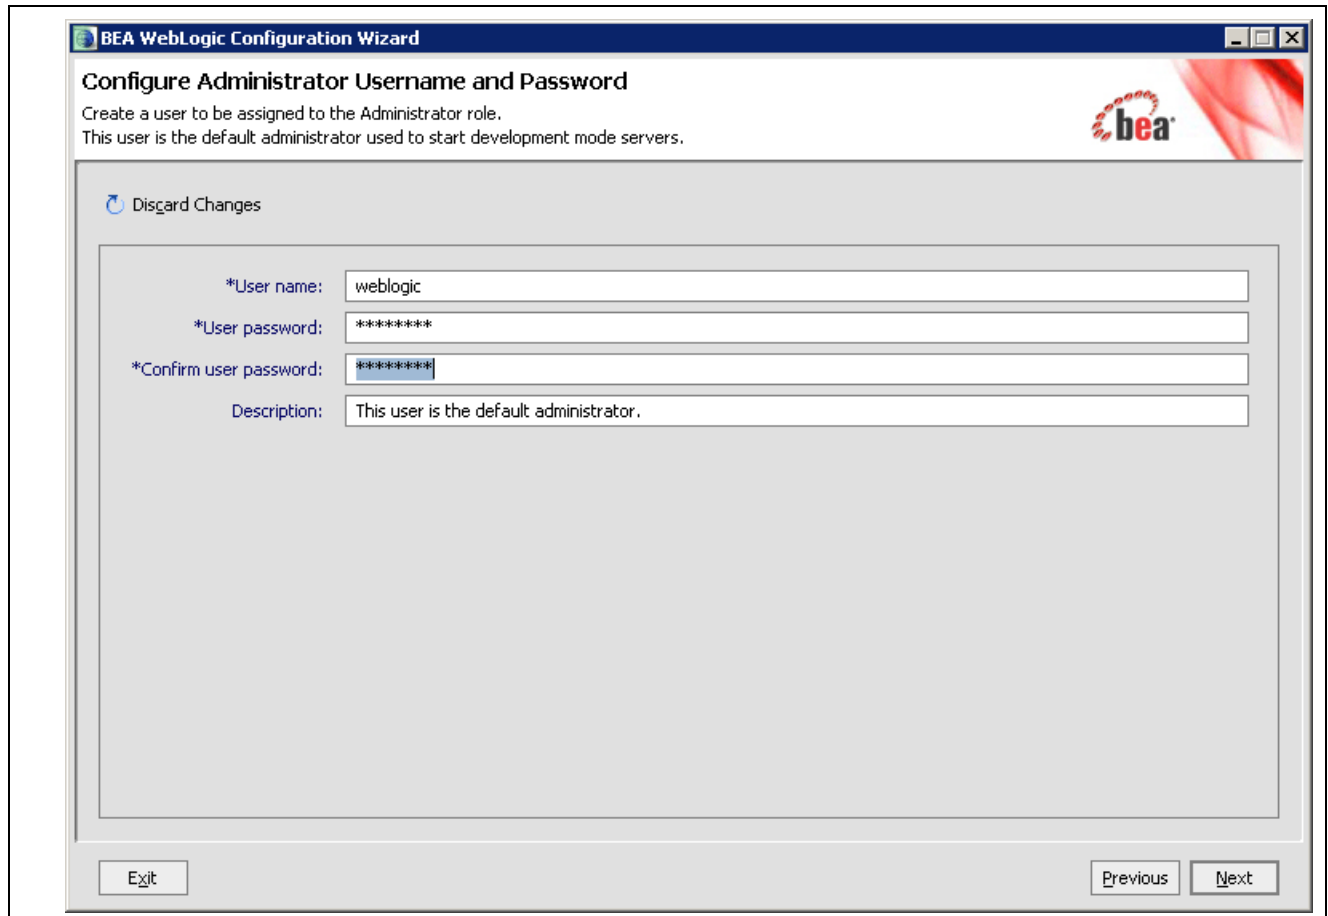 BEA WebLogic Configuration Wizard
Configure Administrator Username and Password
Create a user to be assigned to the Administrator role.
This user is the default administrator used to start development mode servers.
bea
Discard Changes
*User name: weblogic
*User password: ********
*Confirm user password: ********
Description: This user is the default administrator.
Exit Previous Next